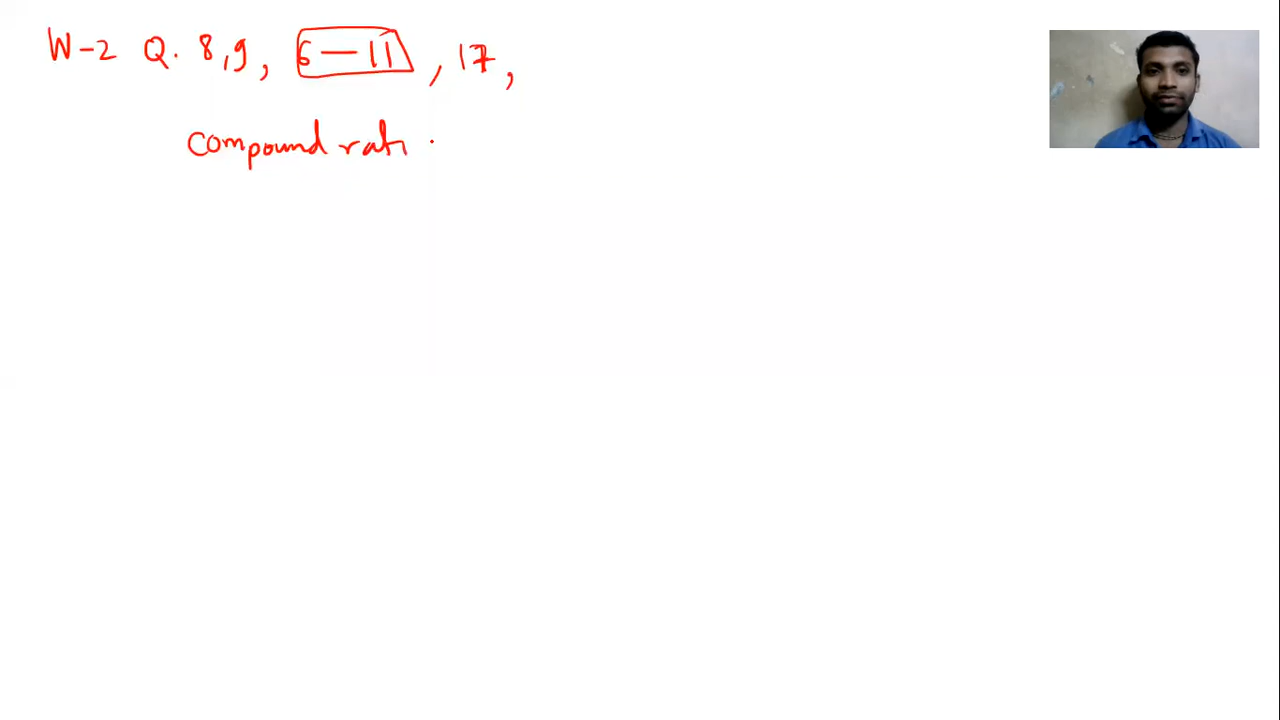 W-2 Q. 8,9, 6 — 11, 17,
compound rati.